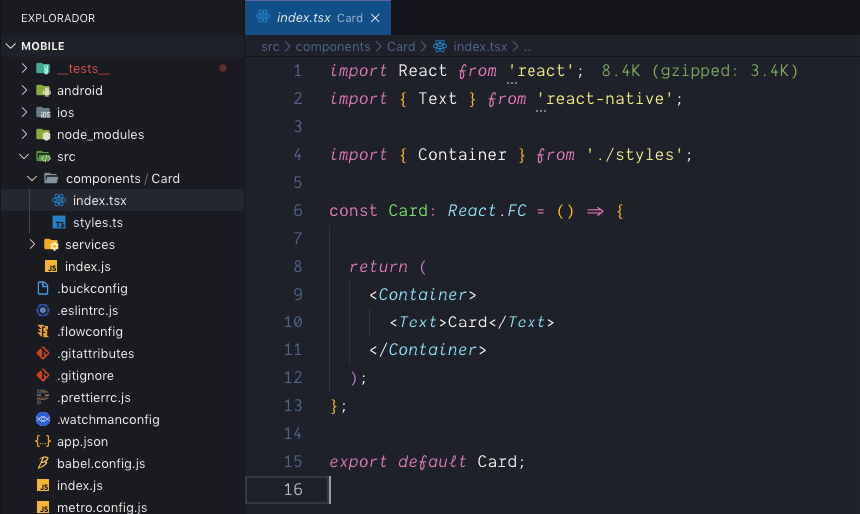 EXPLORADOR
MOBILE
__tests__
android
ios
node_modules
src
components / Card
index.tsx
styles.ts
services
index.js
.buckconfig
.eslintrc.js
.flowconfig
.gitattributes
.gitignore
.prettierrc.js
.watchmanconfig
app.json
babel.config.js
index.js
metro.config.js
index.tsx Card ×
src > components > Card > index.tsx > ...
1 import React from 'react'; 8.4K (gzipped: 3.4K)
2 import { Text } from 'react-native';
3
4 import { Container } from './styles';
5
6 const Card: React.FC = () => {
7
8 return (
9 <Container>
10 <Text>Card</Text>
11 </Container>
12 );
13 };
14
15 export default Card;
16